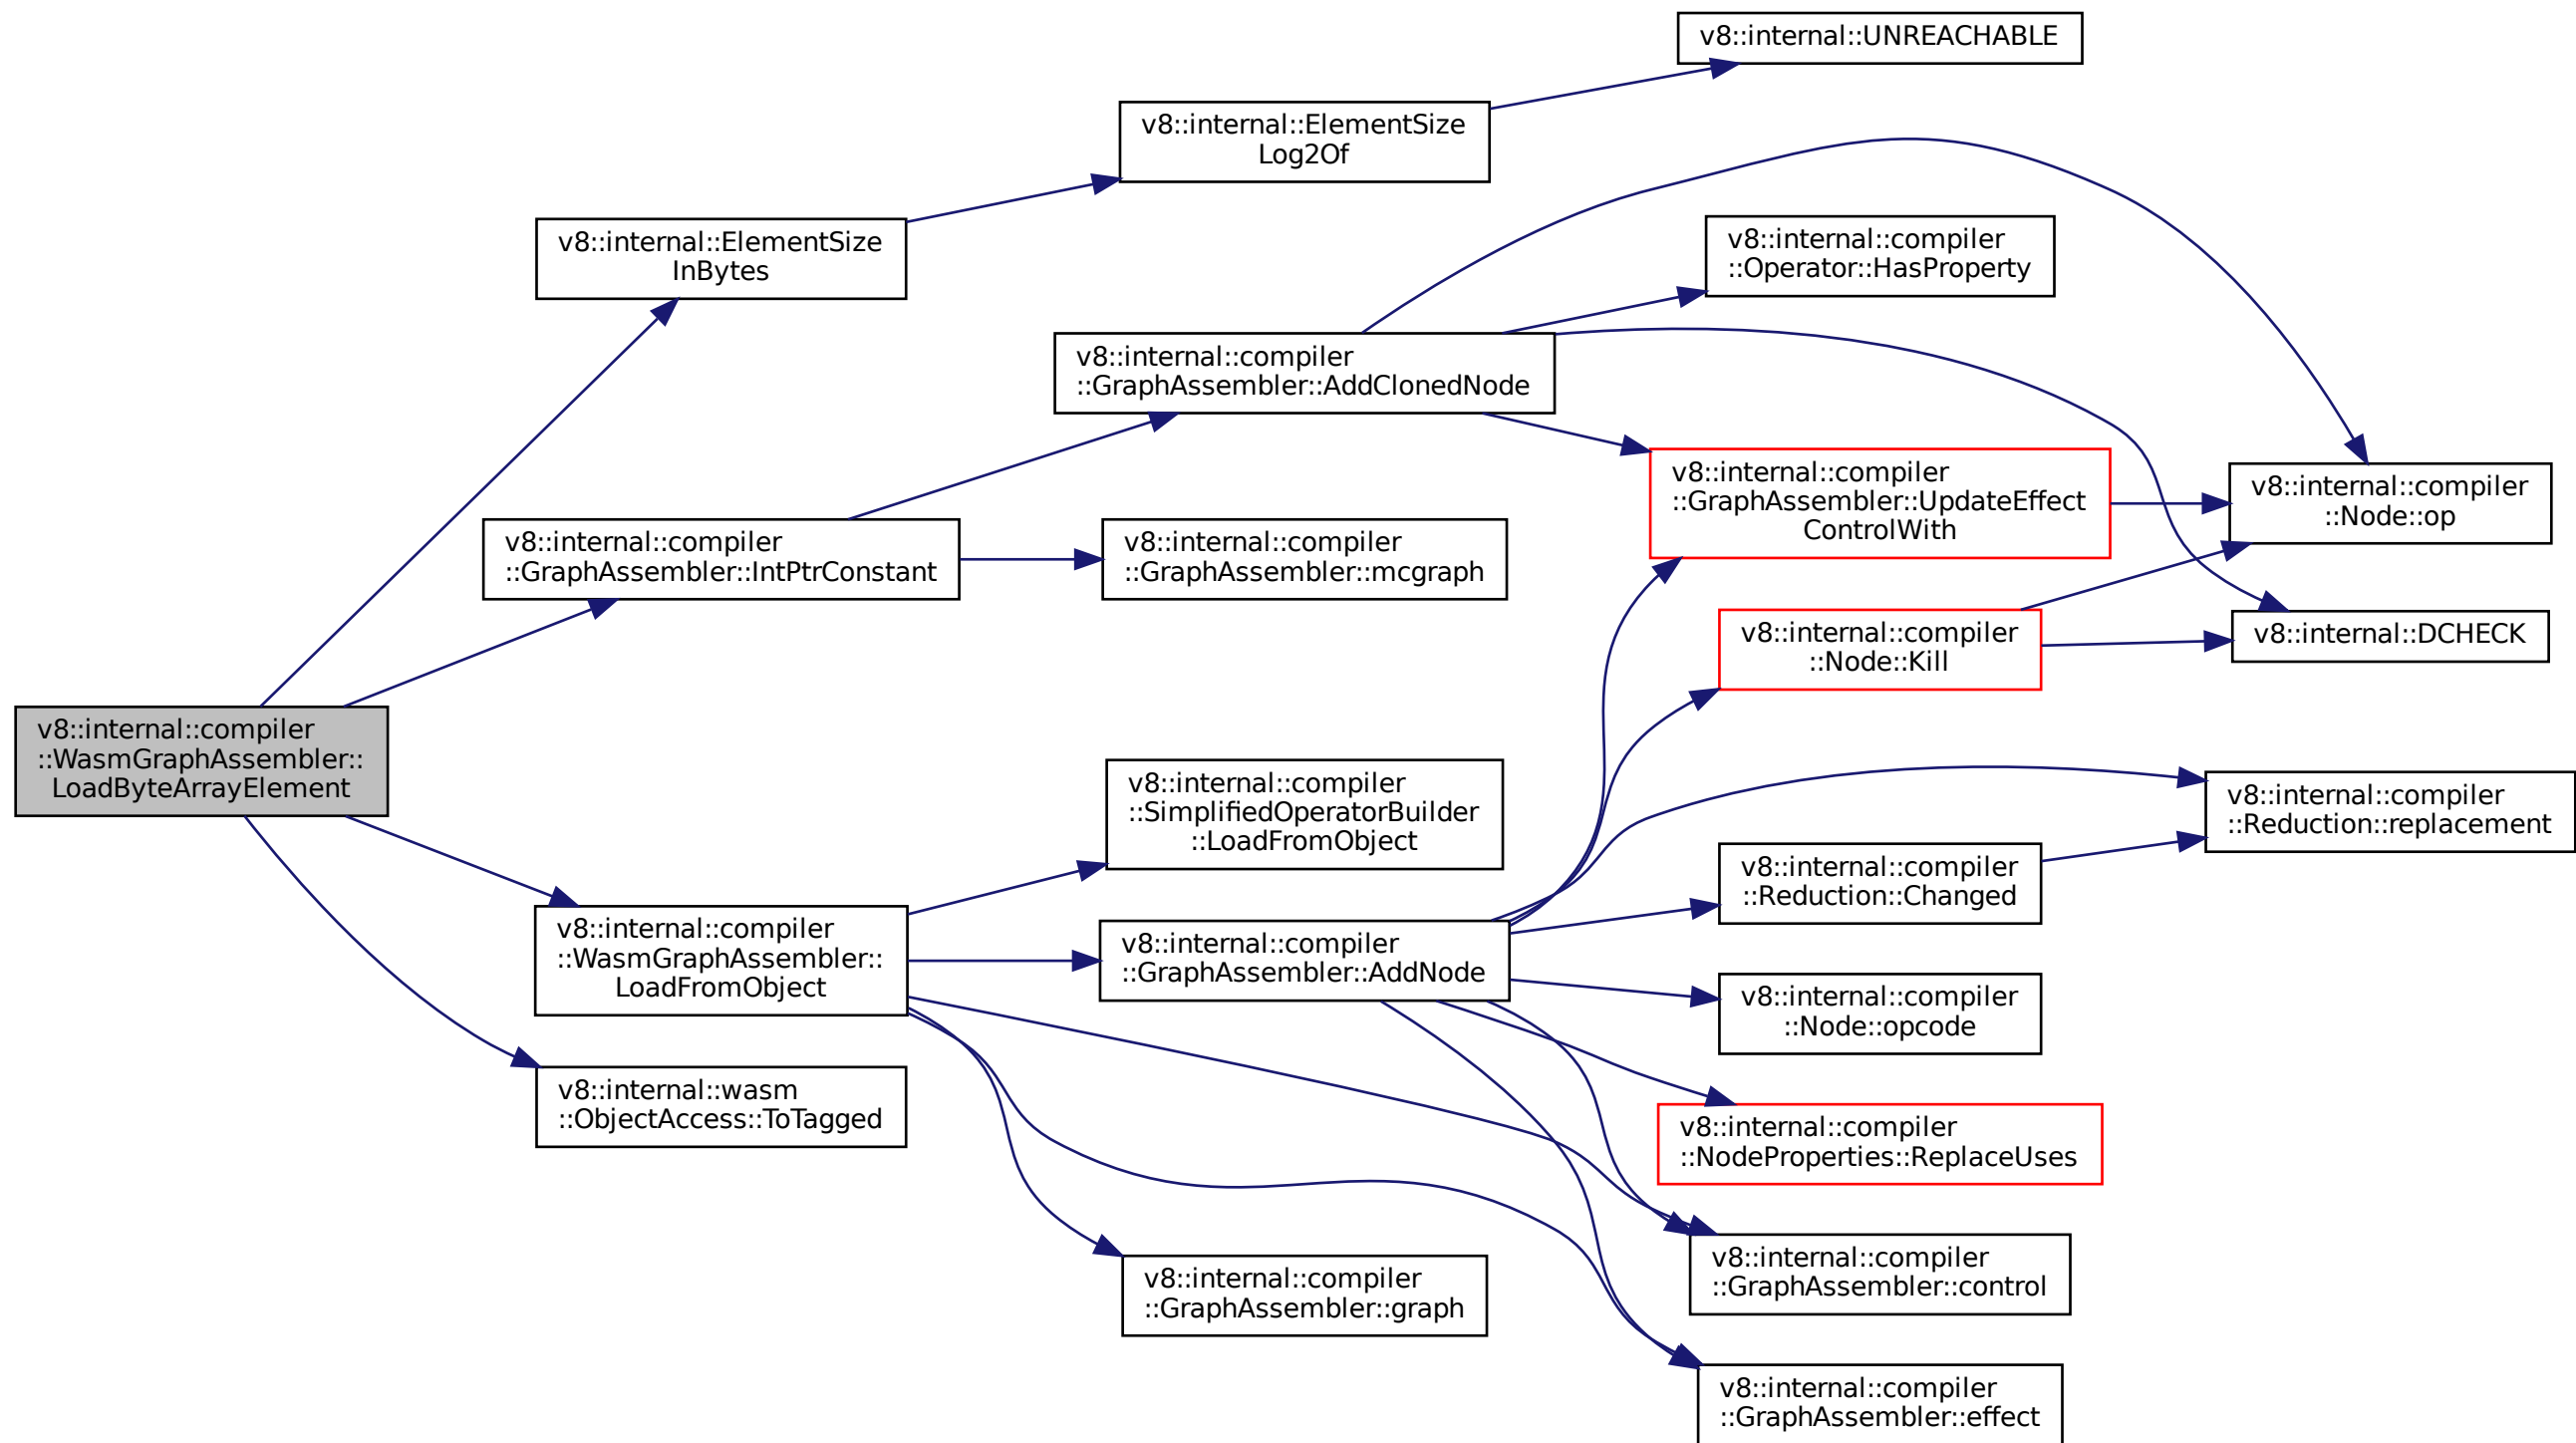 v8::internal::UNREACHABLE
v8::internal::ElementSize
Log2Of
v8::internal::ElementSize
InBytes
v8::internal::compiler
::Operator::HasProperty
v8::internal::compiler
::GraphAssembler::AddClonedNode
v8::internal::compiler
::GraphAssembler::UpdateEffect
ControlWith
v8::internal::compiler
::Node::op
v8::internal::compiler
::GraphAssembler::IntPtrConstant
v8::internal::compiler
::GraphAssembler::mcgraph
v8::internal::compiler
::Node::Kill
v8::internal::DCHECK
v8::internal::compiler
::WasmGraphAssembler::
LoadByteArrayElement
v8::internal::compiler
::SimplifiedOperatorBuilder
::LoadFromObject
v8::internal::compiler
::Reduction::replacement
v8::internal::compiler
::Reduction::Changed
v8::internal::compiler
::WasmGraphAssembler::
LoadFromObject
v8::internal::compiler
::GraphAssembler::AddNode
v8::internal::compiler
::Node::opcode
v8::internal::wasm
::ObjectAccess::ToTagged
v8::internal::compiler
::NodeProperties::ReplaceUses
v8::internal::compiler
::GraphAssembler::graph
v8::internal::compiler
::GraphAssembler::control
v8::internal::compiler
::GraphAssembler::effect